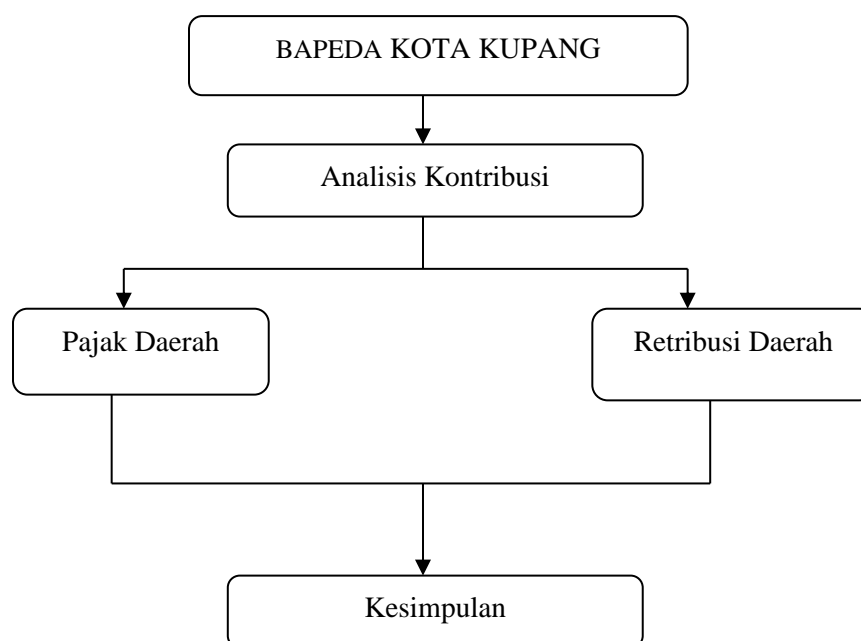 BAPEDA KOTA KUPANG
Analisis Kontribusi
Pajak Daerah
Retribusi Daerah
Kesimpulan